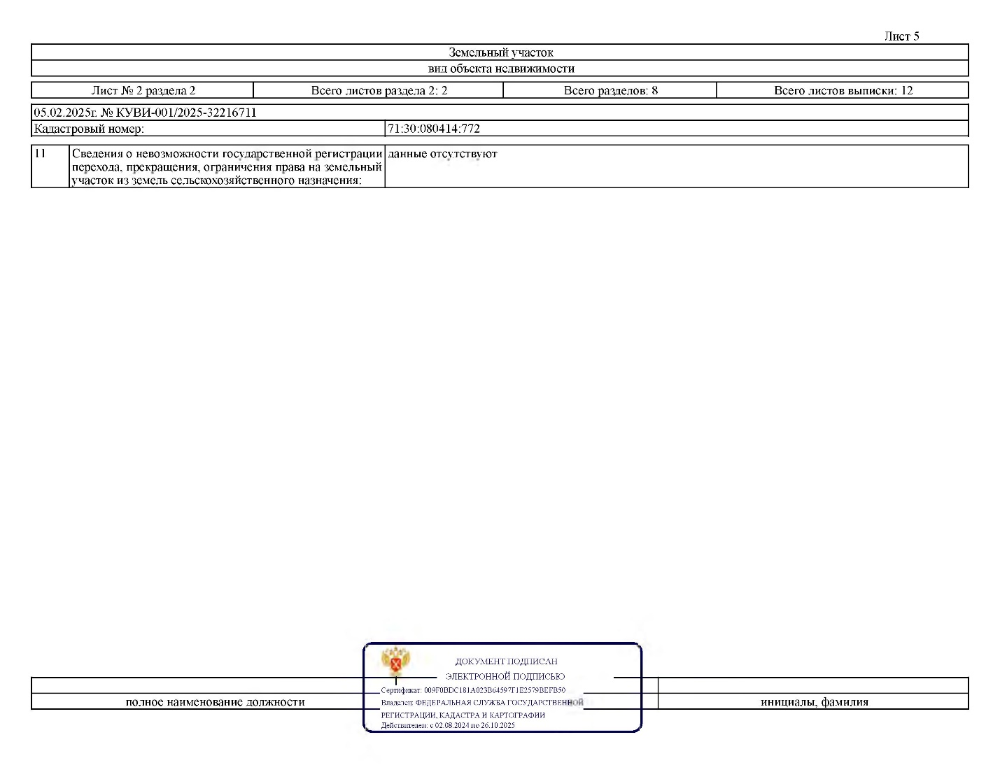 Лист 5
Земельный участок
вид объекта недвижимости
Лист № 2 раздела 2 Всего листов раздела 2: 2 Всего разделов: 8 Всего листов выписки: 12
05.02.2025г. № КУВИ-001/2025-32216711
Кадастровый номер: 71:30:080414:772
11 Сведения о невозможности государственной регистрации данные отсутствуют
перехода, прекращения, ограничения права на земельный
участок из земель сельскохозяйственного назначения:
ДОКУМЕНТ ПОДПИСАН
ЭЛЕКТРОННОЙ ПОДПИСЬЮ
Сертификат: 009F0BDC181A023B64597F1E2579BEFB50
Владелец: ФЕДЕРАЛЬНАЯ СЛУЖБА ГОСУДАРСТВЕННОЙ
РЕГИСТРАЦИИ, КАДАСТРА И КАРТОГРАФИИ
Действителен: с 02.08.2024 по 26.10.2025
полное наименование должности инициалы, фамилия